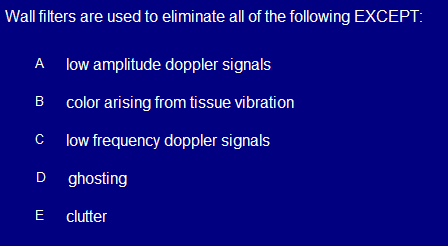 Wall filters are used to eliminate all of the following EXCEPT:
A low amplitude doppler signals
B color arising from tissue vibration
C low frequency doppler signals
D ghosting
E clutter